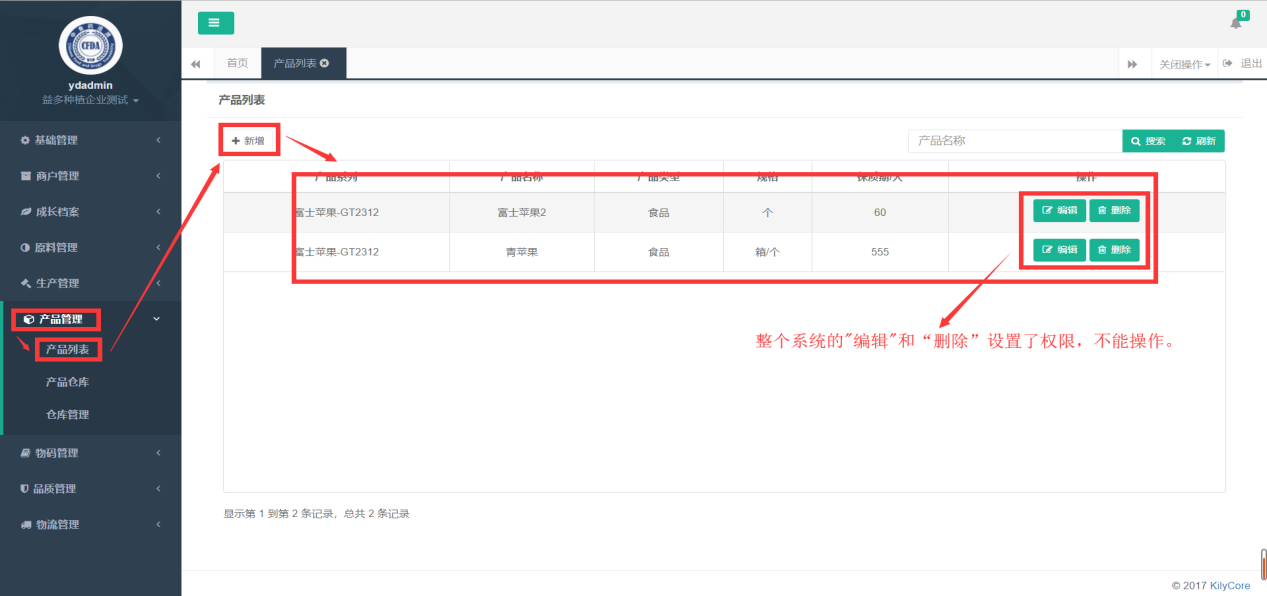 CFDA
ydadmin
益多种植企业测试
基础管理
商户管理
成长档案
原料管理
生产管理
产品管理
产品列表
产品仓库
仓库管理
物码管理
品质管理
物流管理
0
首页 产品列表 关闭操作 退出
产品列表
新增 产品名称 搜索 刷新
产品系列 产品名称 产品类型 规格 保质期/天 操作
富士苹果-GT2312 富士苹果2 食品 个 60 编辑 删除
富士苹果-GT2312 青苹果 食品 箱/个 555 编辑 删除
整个系统的"编辑"和“删除”设置了权限，不能操作。
显示第 1 到第 2 条记录，总共 2 条记录
© 2017 KilyCore